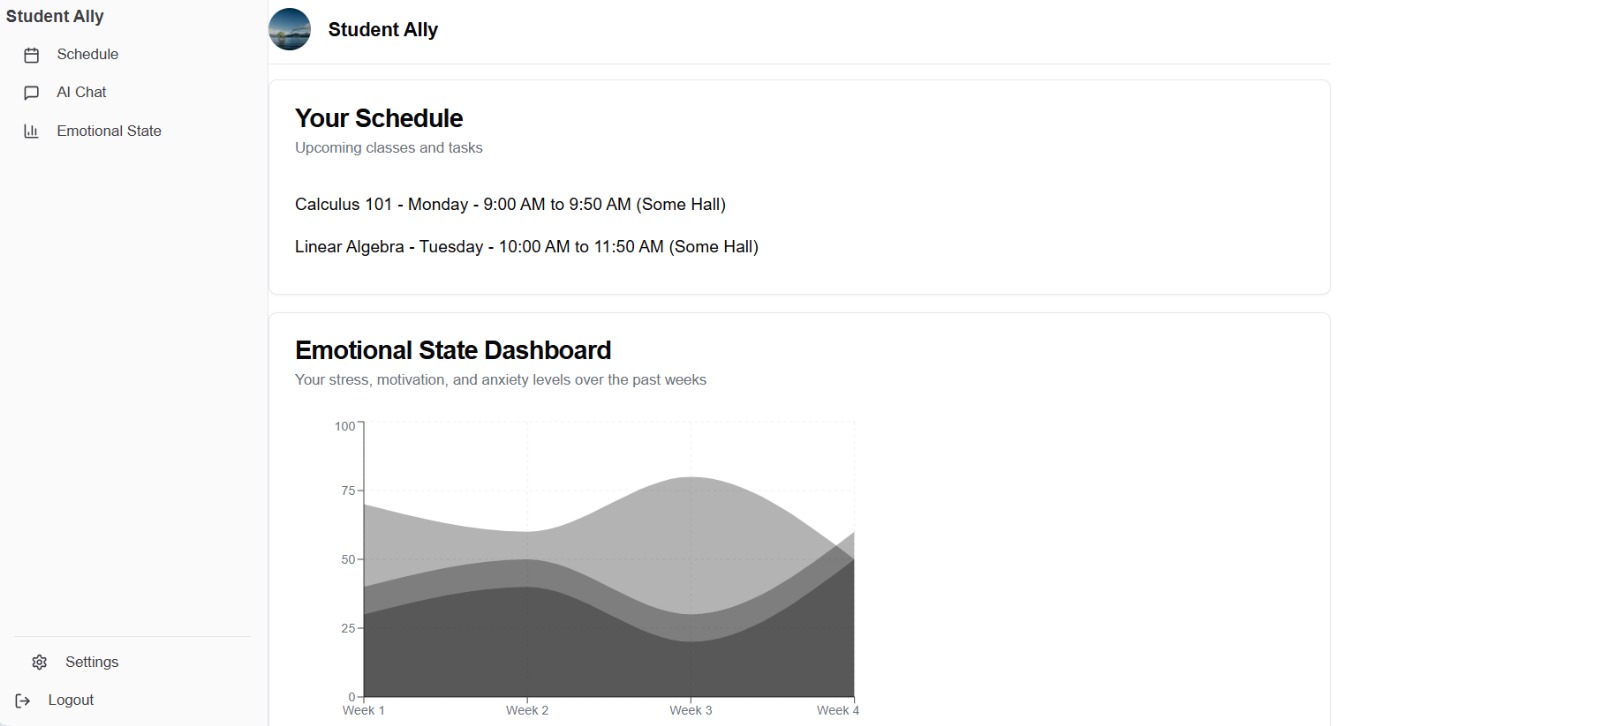 Student Ally
Schedule
AI Chat
Emotional State
Settings
Logout
Student Ally
Your Schedule
Upcoming classes and tasks
Calculus 101 - Monday - 9:00 AM to 9:50 AM (Some Hall)
Linear Algebra - Tuesday - 10:00 AM to 11:50 AM (Some Hall)
Emotional State Dashboard
Your stress, motivation, and anxiety levels over the past weeks
100
75
50
25
0
Week 1 Week 2 Week 3 Week 4